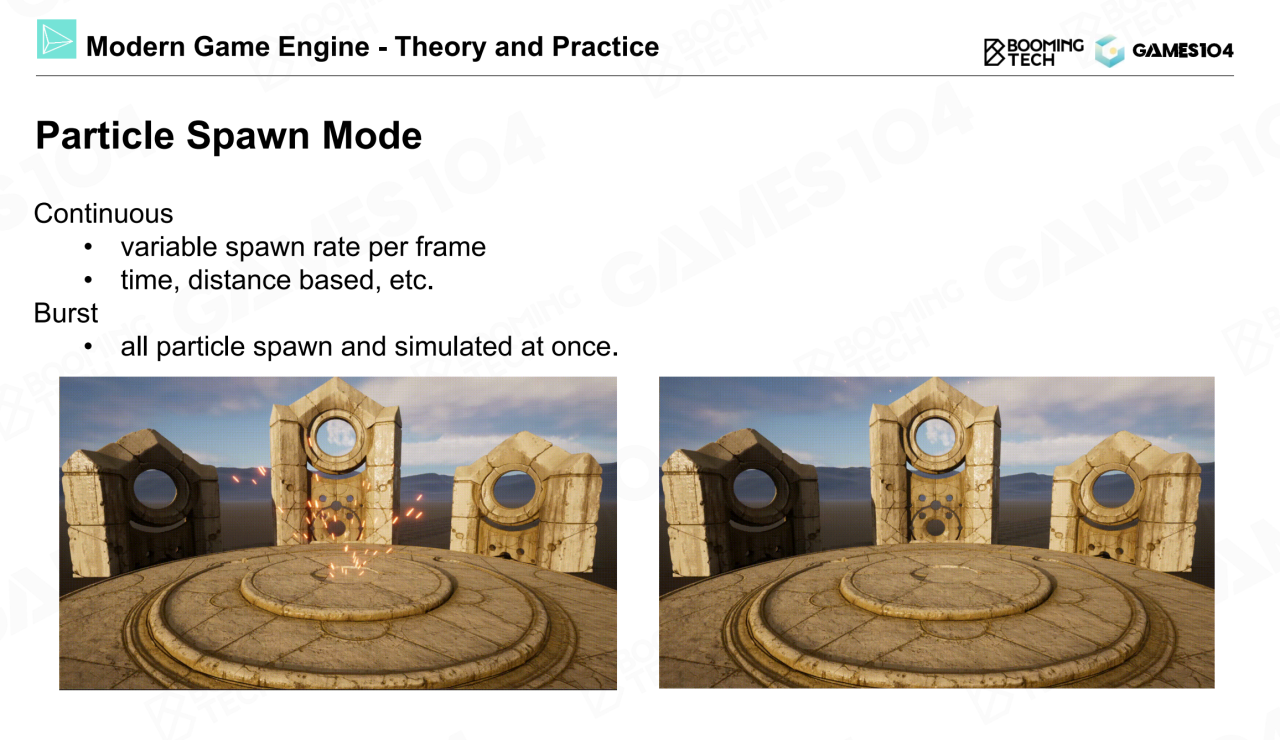 Modern Game Engine - Theory and Practice
BOOMING
TECH
GAMES104
Particle Spawn Mode
Continuous
• variable spawn rate per frame
• time, distance based, etc.
Burst
• all particle spawn and simulated at once.